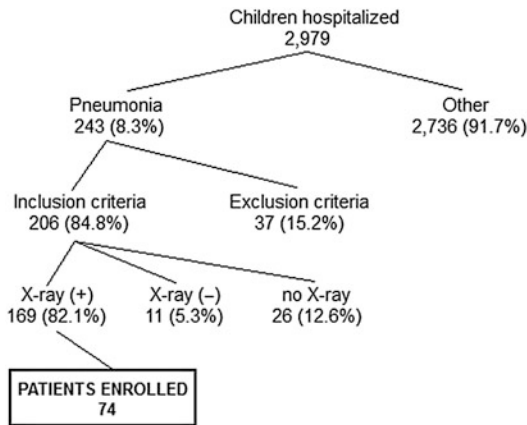 Children hospitalized
2,979
Pneumonia
243 (8.3%)
Other
2,736 (91.7%)
Inclusion criteria
206 (84.8%)
Exclusion criteria
37 (15.2%)
X-ray (+)
169 (82.1%)
X-ray (–)
11 (5.3%)
no X-ray
26 (12.6%)
PATIENTS ENROLLED
74